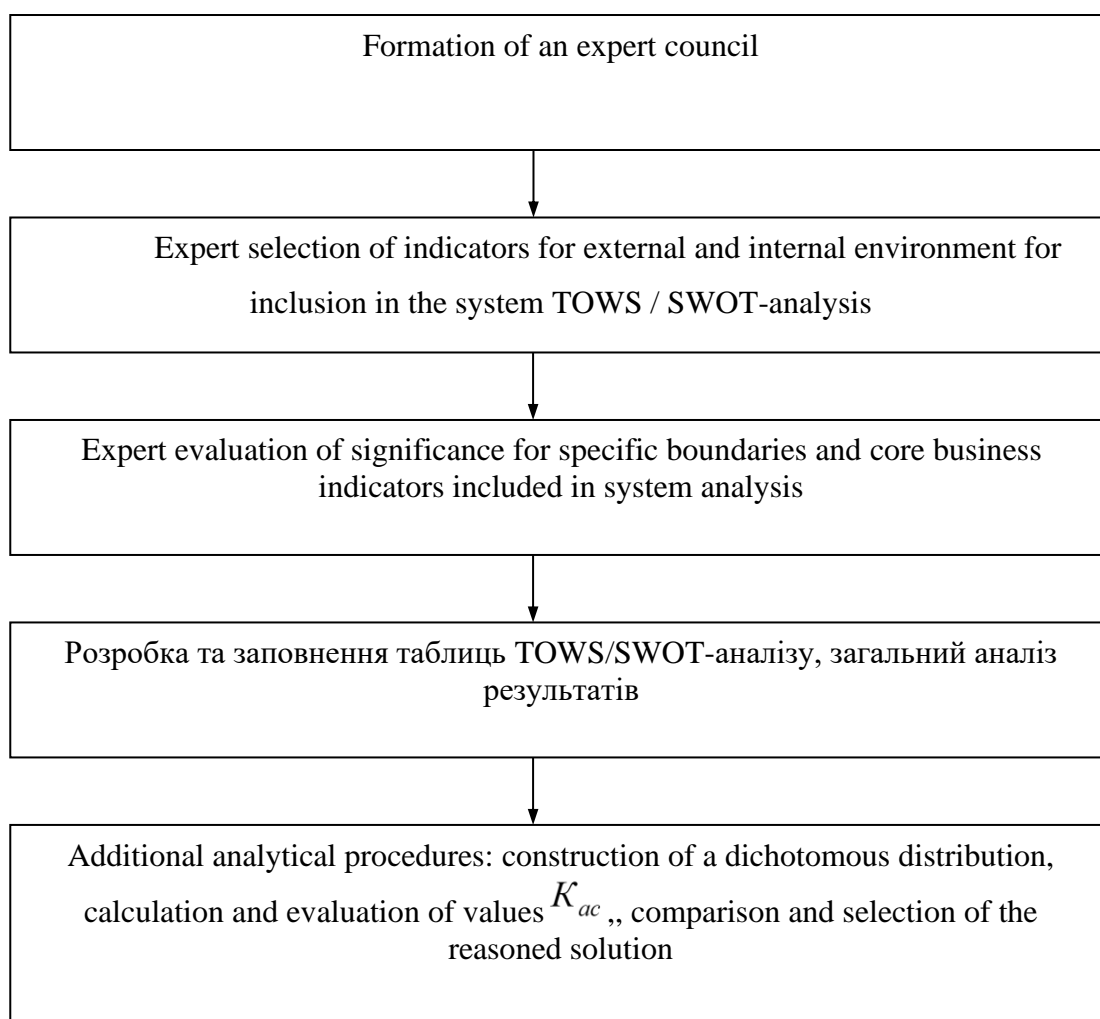 Formation of an expert council
Expert selection of indicators for external and internal environment for
inclusion in the system TOWS / SWOT-analysis
Expert evaluation of significance for specific boundaries and core business
indicators included in system analysis
Розробка та заповнення таблиць TOWS/SWOT-аналізу, загальний аналіз
результатів
Additional analytical procedures: construction of a dichotomous distribution,
calculation and evaluation of values K_ac ,, comparison and selection of the
reasoned solution